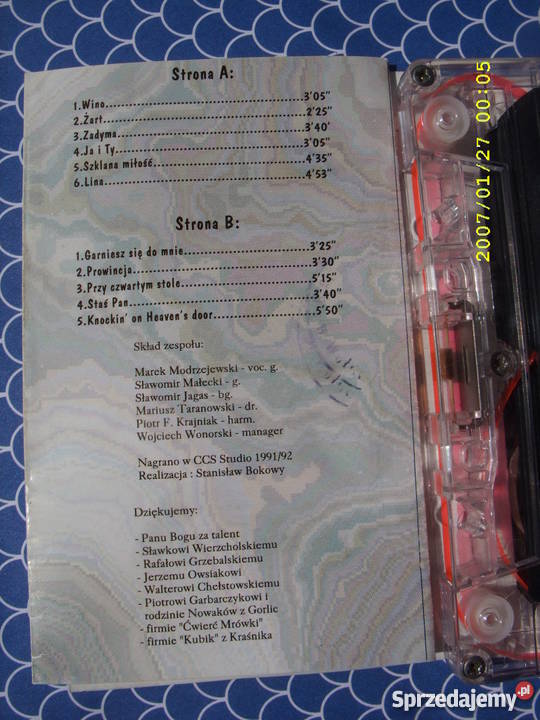 Strona A:
1.Wino..........3'05"
2.Żart..........2'25"
3.Zadyma..........3'40'
4.Ja i Ty..........3'05"
5.Szklana miłość..........4'35"
6.Lina..........4'53"
Strona B:
1.Garniesz się do mnie..........3'25"
2.Prowincja..........3'30"
3.Przy czwartym stole..........5'15"
4.Staś Pan..........3'40"
5.Knockin' on Heaven's door..........5'50"
Skład zespołu:
Marek Modrzejewski - voc. g.
Sławomir Małecki - g.
Sławomir Jagas - bg.
Mariusz Taranowski - dr.
Piotr F. Krajniak - harm.
Wojciech Wonorski - manager
Nagrano w CCS Studio 1991/92
Realizacja : Stanisław Bokowy
Dziękujemy:
- Panu Bogu za talent
- Sławkowi Wierzcholskiemu
- Rafałowi Grzebalskiemu
- Jerzemu Owsiakowi
- Walterowi Chełstowskiemu
- Piotrowi Garbarczykowi i
rodzinie Nowaków z Gorlic
- firmie "Ćwierć Mrówki"
- firmie "Kubik" z Kraśnika
2007/01/27 00:05
Sprzedajemy.pl